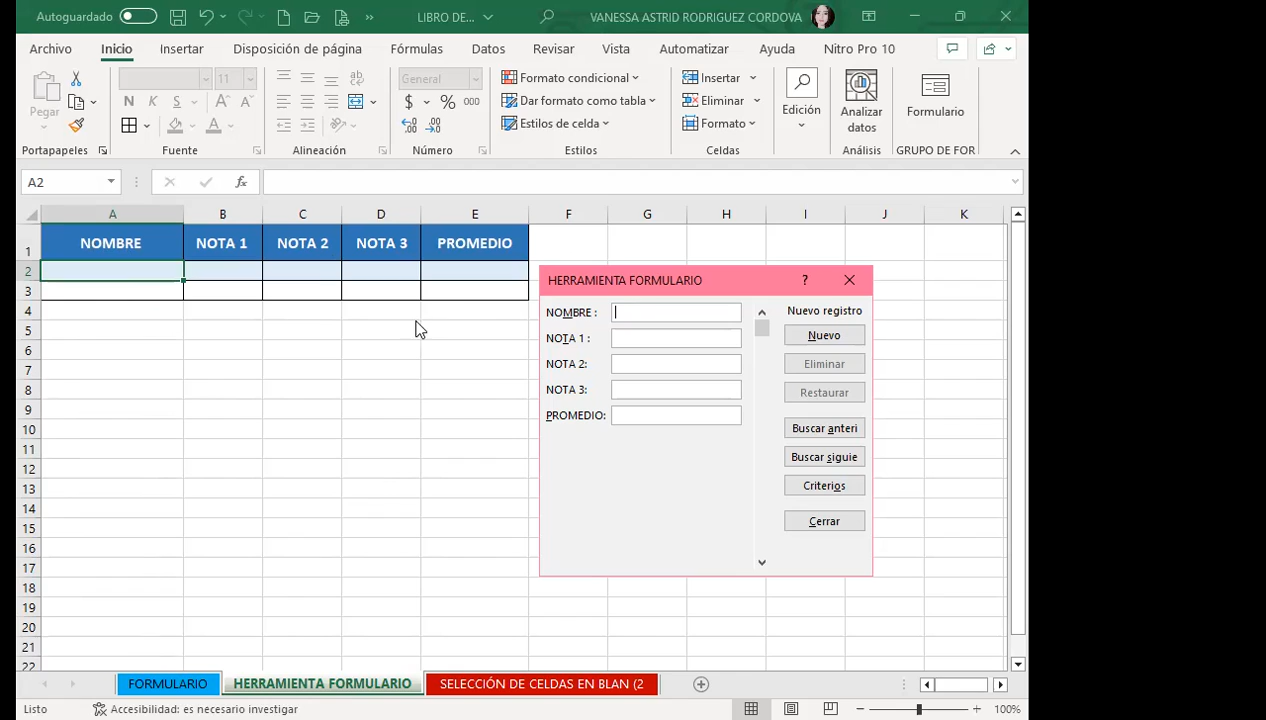 Autoguardado LIBRO DE... VANESSA ASTRID RODRIGUEZ CORDOVA
Archivo Inicio Insertar Disposición de página Fórmulas Datos Revisar Vista Automatizar Ayuda Nitro Pro 10
Pegar
Portapapeles
11
N K S
Fuente
Alineación
General
$ % 000
Número
Formato condicional
Dar formato como tabla
Estilos de celda
Estilos
Insertar
Eliminar
Formato
Celdas
Edición
Analizar
datos
Análisis
Formulario
GRUPO DE FOR
A2
fx
A B C D E F G H I J K
1 NOMBRE NOTA 1 NOTA 2 NOTA 3 PROMEDIO
2
3
4
5
6
7
8
9
10
11
12
13
14
15
16
17
18
19
20
21
22
HERRAMIENTA FORMULARIO ?
NOMBRE :
NOTA 1 :
NOTA 2:
NOTA 3:
PROMEDIO:
Nuevo registro
Nuevo
Eliminar
Restaurar
Buscar anteri
Buscar siguie
Criterios
Cerrar
FORMULARIO HERRAMIENTA FORMULARIO SELECCIÓN DE CELDAS EN BLAN (2
Listo Accesibilidad: es necesario investigar 100%